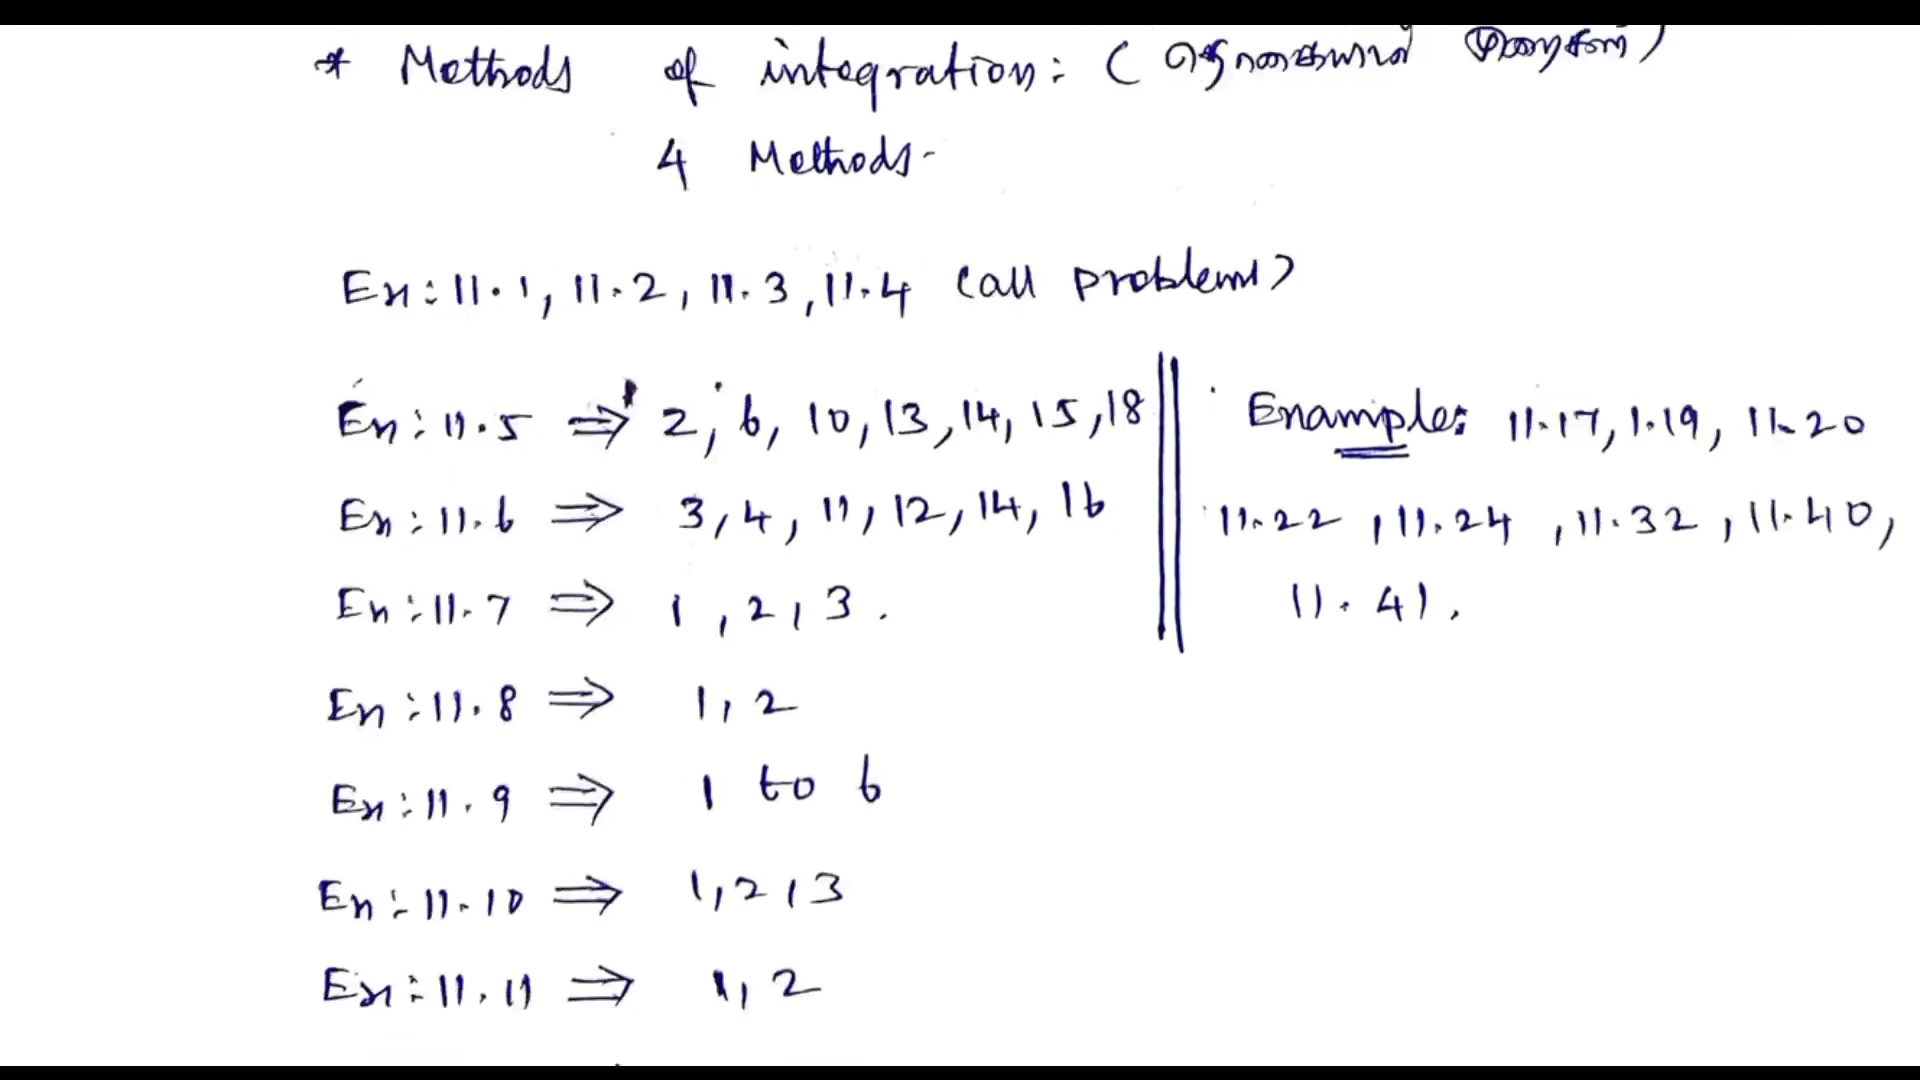 * Methods of integration: (தொகையிடல் முறைகள்)
4 Methods-
Ex: 11.1, 11.2, 11.3, 11.4 (all problems)
Ex: 11.5 ⇒ 2, 6, 10, 13, 14, 15, 18
Ex: 11.6 ⇒ 3, 4, 11, 12, 14, 16
Ex: 11.7 ⇒ 1, 2, 3.
Ex: 11.8 ⇒ 1, 2
Ex: 11.9 ⇒ 1 to 6
Ex: 11.10 ⇒ 1, 2, 3
Ex: 11.11 ⇒ 1, 2
Example: 11.17, 1.19, 11.20
11.22, 11.24, 11.32, 11.40,
11.41.